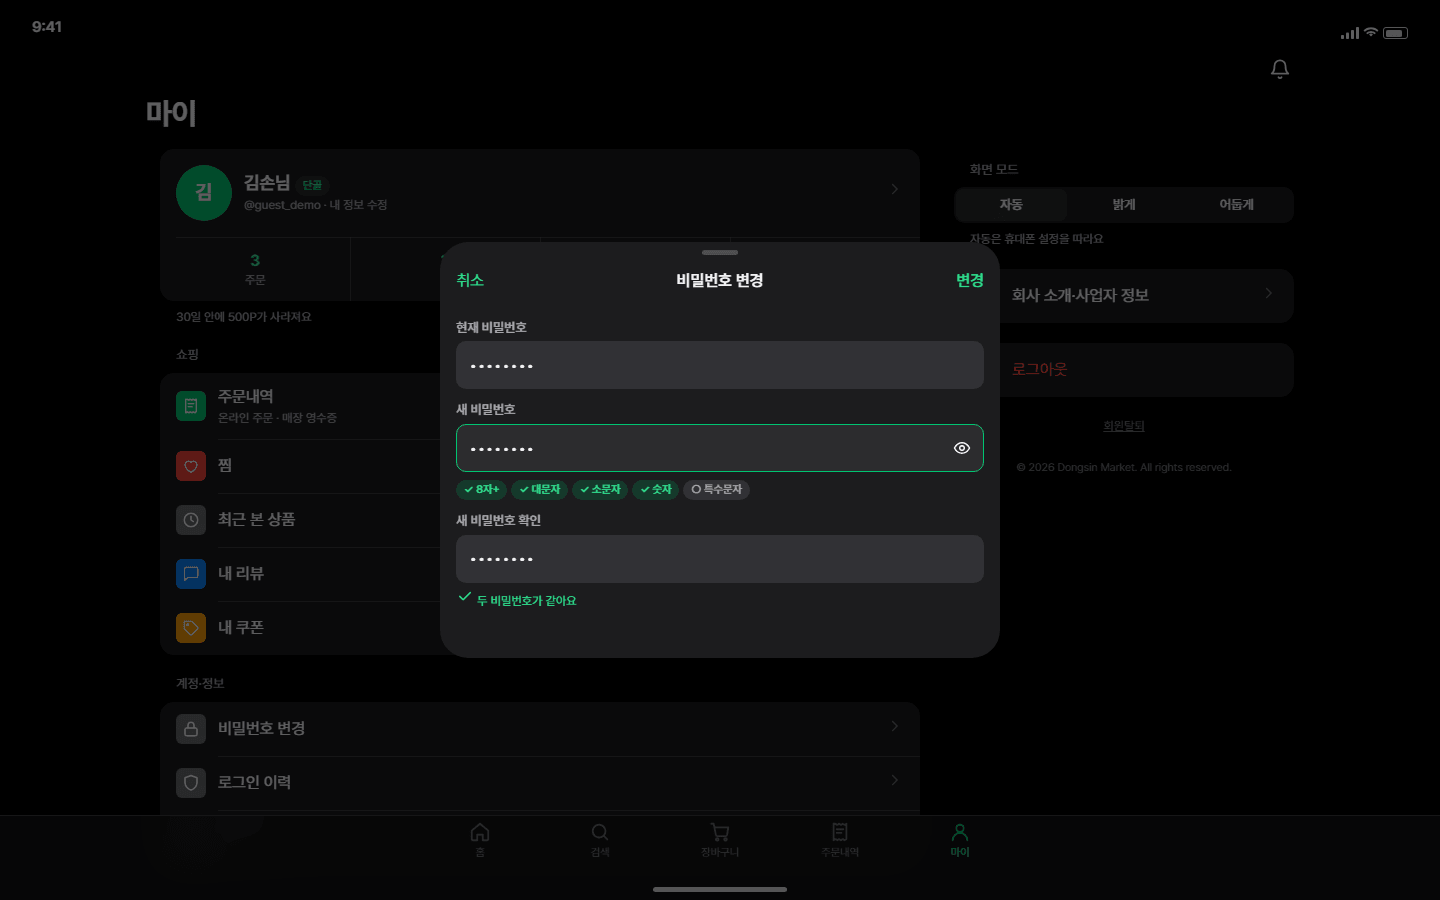 9:41
마이
김
김손님 단골
@guest_demo · 내 정보 수정
3
주문
30일 안에 500P가 사라져요
쇼핑
주문내역
온라인 주문 · 매장 영수증
찜
최근 본 상품
내 리뷰
내 쿠폰
계정·정보
비밀번호 변경
로그인 이력
화면 모드
자동 밝게 어둡게
자동은 휴대폰 설정을 따라요
회사 소개·사업자 정보
로그아웃
회원탈퇴
© 2026 Dongsin Market. All rights reserved.
취소 비밀번호 변경 변경
현재 비밀번호
••••••••
새 비밀번호
••••••••
✓ 8자+ ✓ 대문자 ✓ 소문자 ✓ 숫자 ○ 특수문자
새 비밀번호 확인
••••••••
✓ 두 비밀번호가 같아요
홈 검색 장바구니 주문내역 마이